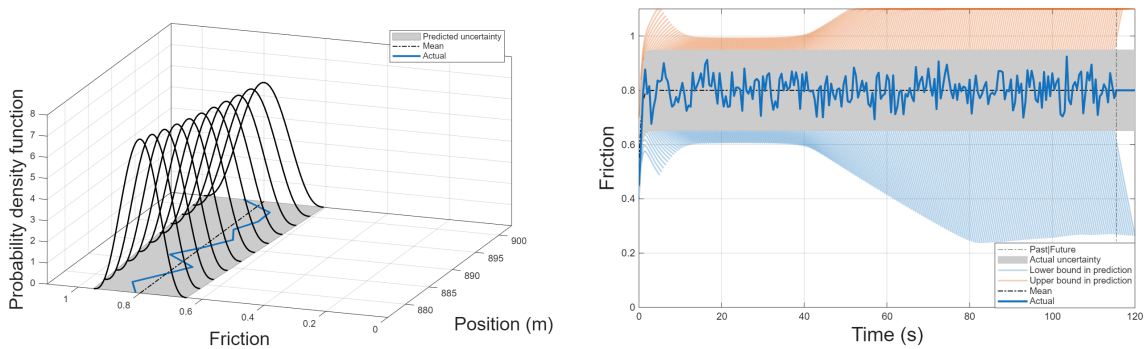 Predicted uncertainty
Mean
Actual
8
7
6
5
4
3
2
1
0
Probability density function
1
0.8
0.6
0.4
0.2
0
Friction
880
885
890
895
900
Position (m)
1
0.8
0.6
0.4
0.2
0
Friction
0
20
40
60
80
100
120
Time (s)
Past|Future
Actual uncertainty
Lower bound in prediction
Upper bound in prediction
Mean
Actual